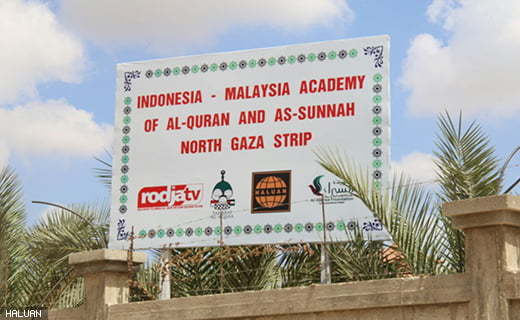 INDONESIA - MALAYSIA ACADEMY
OF AL-QURAN AND AS-SUNNAH
NORTH GAZA STRIP
rodjatv
HALUAN
HALUAN